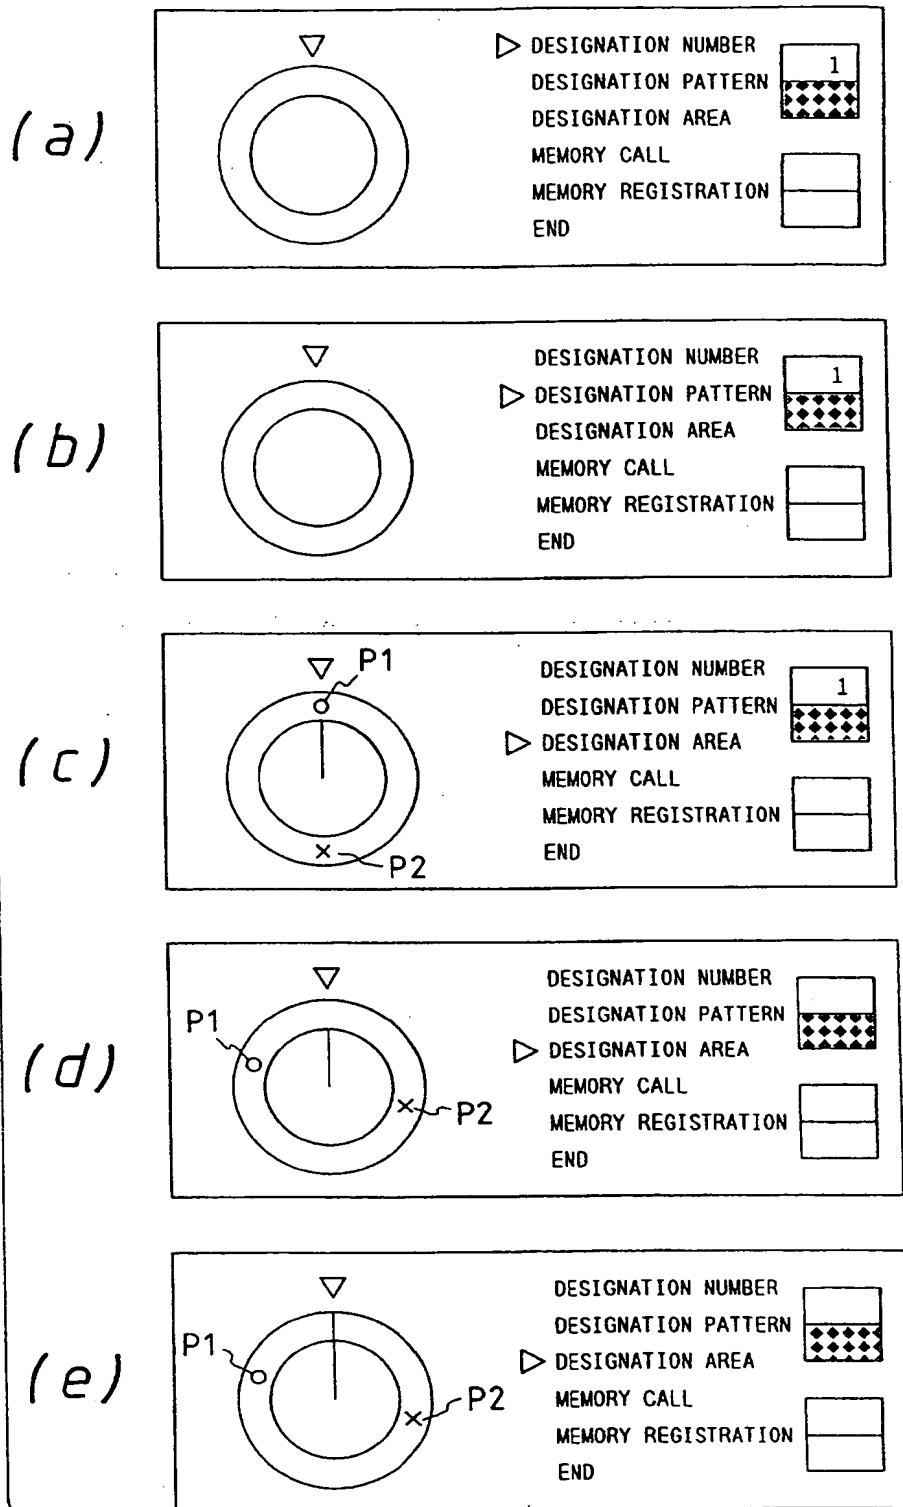 (a)
DESIGNATION NUMBER
1
DESIGNATION PATTERN
DESIGNATION AREA
MEMORY CALL
MEMORY REGISTRATION
END
(b)
DESIGNATION NUMBER
1
DESIGNATION PATTERN
DESIGNATION AREA
MEMORY CALL
MEMORY REGISTRATION
END
(c)
P1
P2
DESIGNATION NUMBER
1
DESIGNATION PATTERN
DESIGNATION AREA
MEMORY CALL
MEMORY REGISTRATION
END
(d)
P1
P2
DESIGNATION NUMBER
DESIGNATION PATTERN
DESIGNATION AREA
MEMORY CALL
MEMORY REGISTRATION
END
(e)
P1
P2
DESIGNATION NUMBER
DESIGNATION PATTERN
DESIGNATION AREA
MEMORY CALL
MEMORY REGISTRATION
END